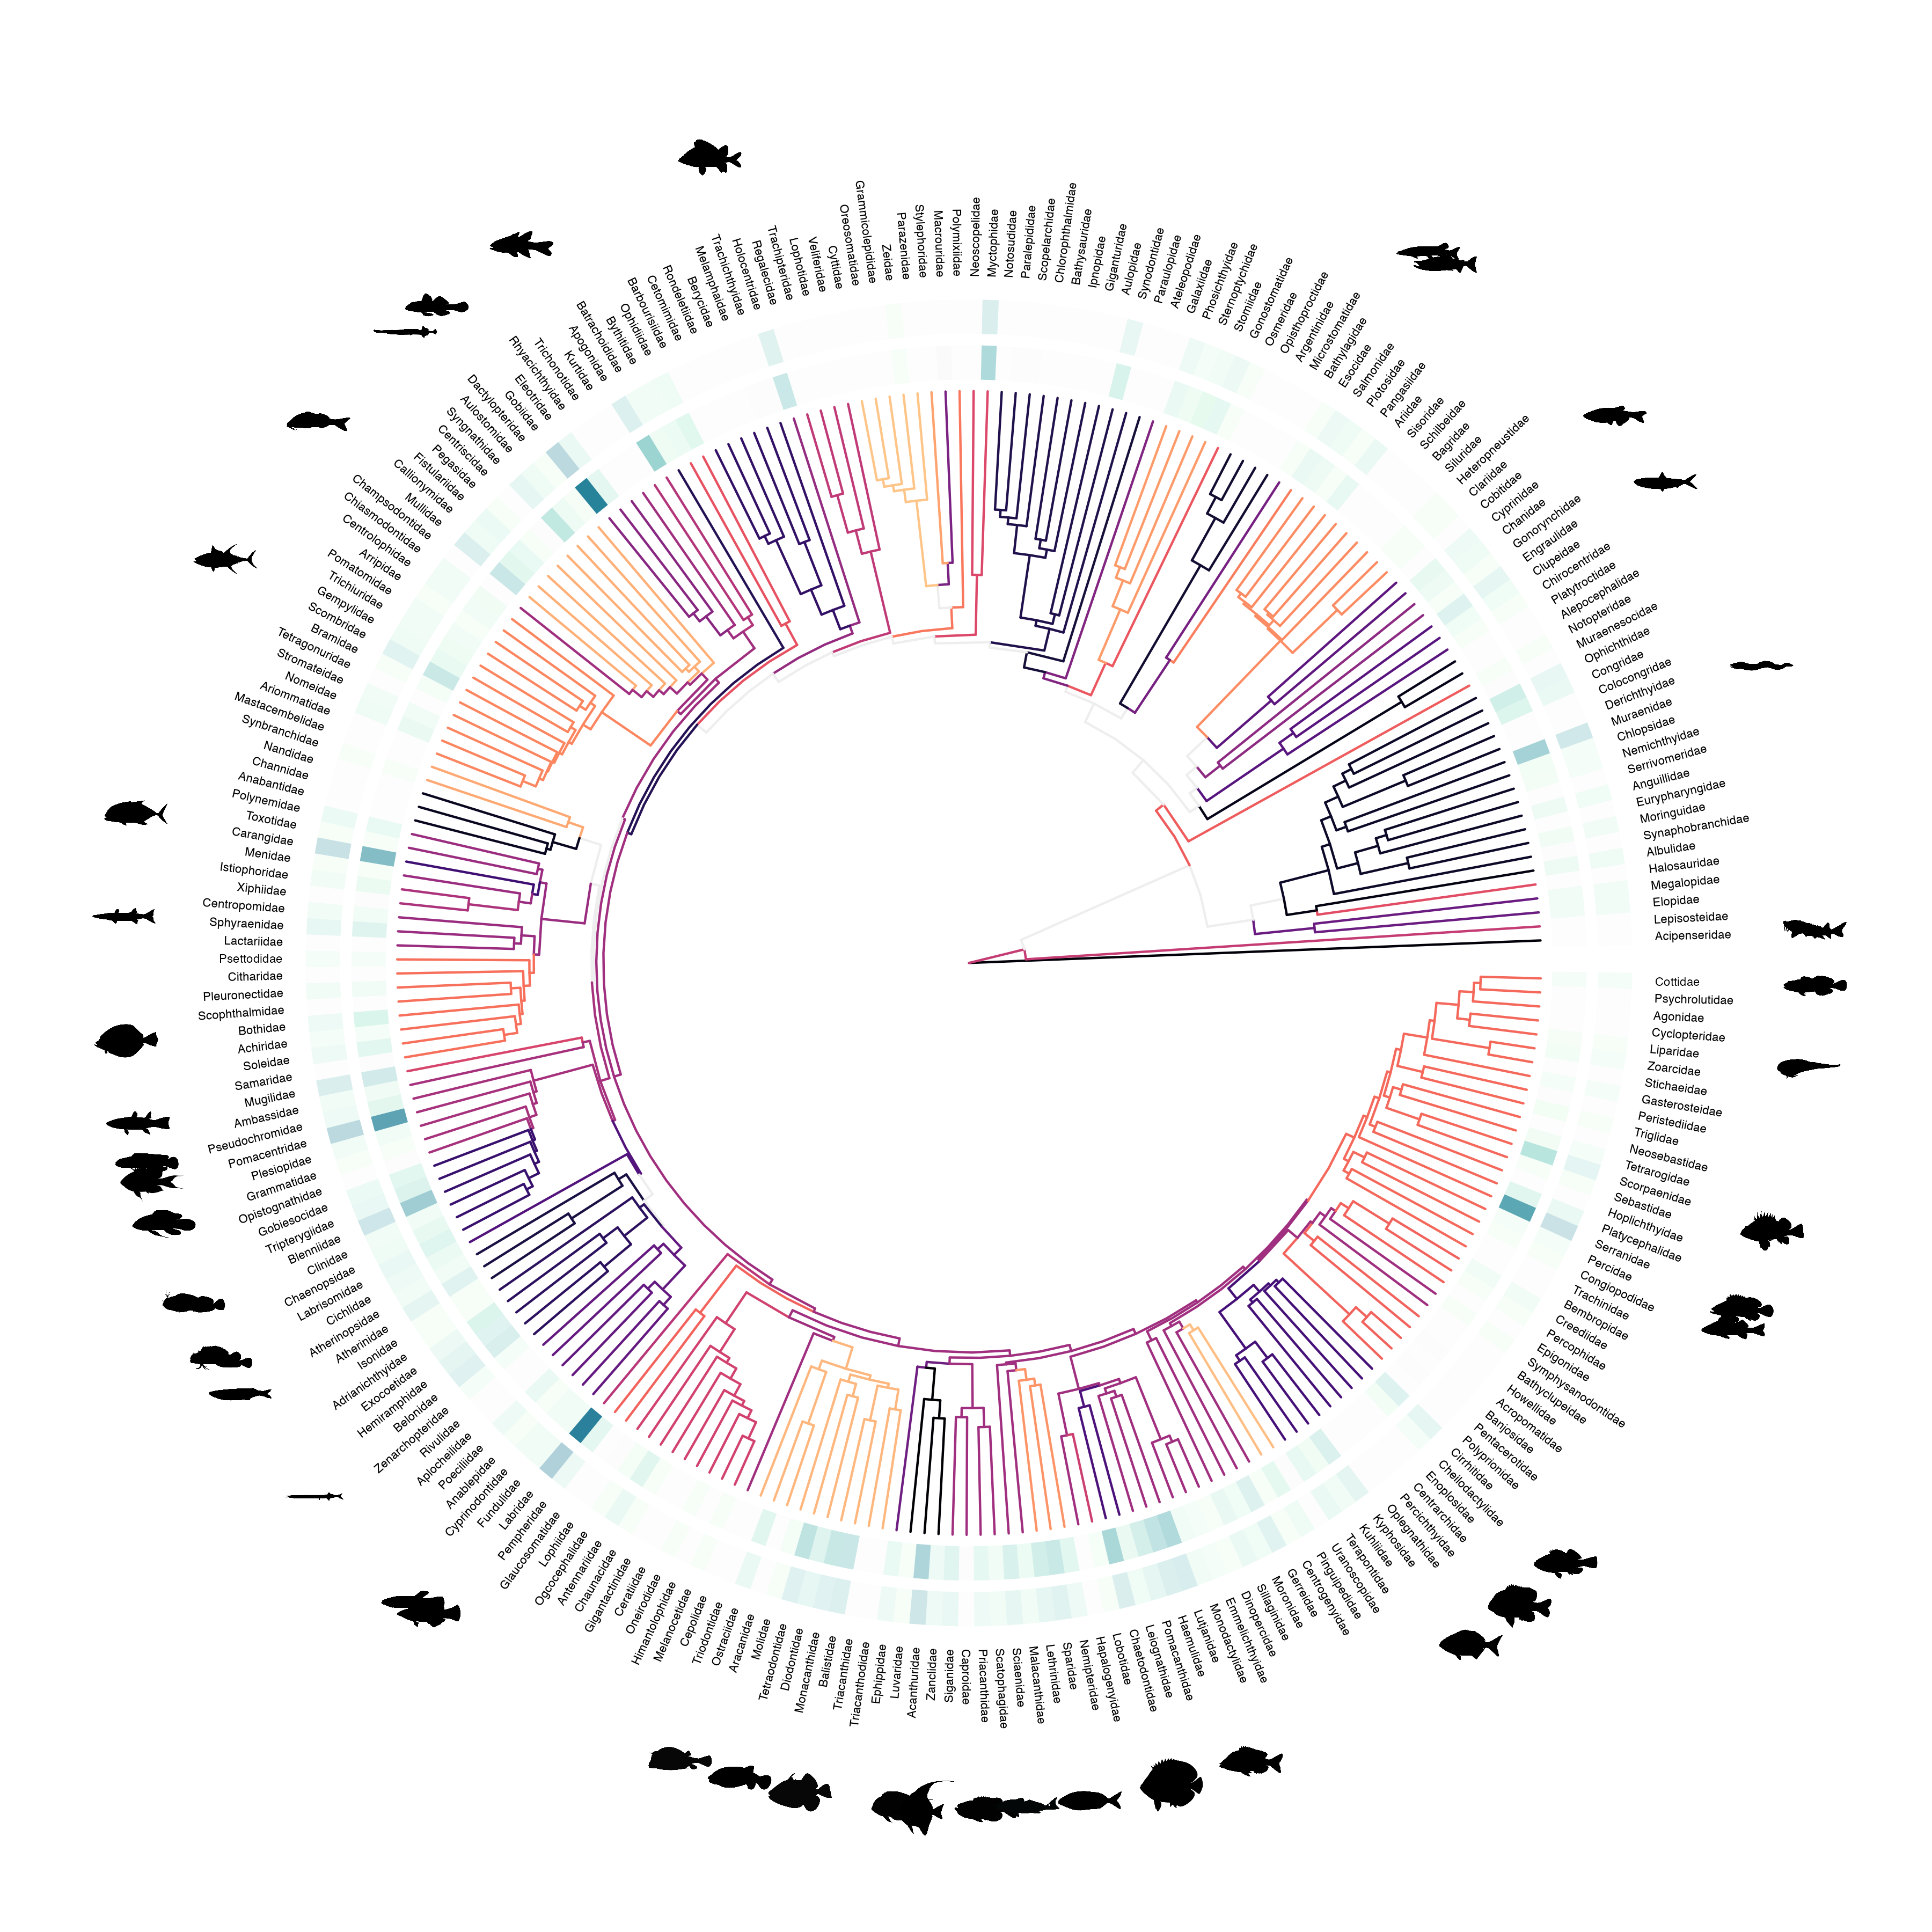 Grammicolepididae
Oreosomatidae
Zeidae
Parazenidae
Stylephoridae
Macrouridae
Polymixiidae
Neoscopelidae
Myctophidae
Notosudidae
Paralepididae
Scopelarchidae
Chlorophthalmidae
Bathysauridae
Ipnopidae
Giganturidae
Aulopidae
Synodontidae
Paraulopidae
Ateleopodidae
Galaxiidae
Phosichthyidae
Sternoptychidae
Stomiidae
Gonostomatidae
Osmeridae
Opisthoproctidae
Argentinidae
Microstomatidae
Bathylagidae
Esocidae
Salmonidae
Plotosidae
Pangasiidae
Ariidae
Sisoridae
Schilbeidae
Bagridae
Siluridae
Heteropneustidae
Clariidae
Cobitidae
Cyprinidae
Chanidae
Gonorynchidae
Engraulidae
Clupeidae
Chirocentridae
Platyproctidae
Alepocephalidae
Notopteridae
Muraenesocidae
Ophichthidae
Congridae
Colocongridae
Derichthyidae
Muraenidae
Chlopsidae
Nemichthyidae
Serrivomeridae
Anguillidae
Eurypharyngidae
Moringuidae
Synaphobranchidae
Albulidae
Halosauridae
Megalopidae
Elopidae
Lepisosteidae
Acipenseridae
Cottidae
Psychrolutidae
Agonidae
Cyclopteridae
Liparidae
Zoarcidae
Stichaeidae
Gasterosteidae
Peristediidae
Triglidae
Neosebastidae
Tetrarogidae
Scorpaenidae
Sebastidae
Hoplichthyidae
Platycephalidae
Serranidae
Percidae
Congiopodidae
Trachinidae
Bembropidae
Creediidae
Percophidae
Epigonidae
Symphysanodontidae
Bathyclupeidae
Howellidae
Acropomatidae
Banjosidae
Pentacerotidae
Polyprionidae
Cirrhitidae
Cheilodactylidae
Enoplosidae
Centrarchidae
Percichthyidae
Oplegnathidae
Kyphosidae
Kuhliidae
Terapontidae
Uranoscopidae
Pinguipedidae
Centrogenyidae
Gerreidae
Moronidae
Sillaginidae
Dinopercidae
Emmelichthyidae
Monodactylidae
Lutjanidae
Haemulidae
Pomacanthidae
Leiognathidae
Chaetodontidae
Lobotidae
Hapalogenyidae
Nemipteridae
Sparidae
Lethrinidae
Malacanthidae
Sciaenidae
Scatophagidae
Priacanthidae
Caproidae
Siganidae
Zanclidae
Acanthuridae
Luvaridae
Ephippidae
Triacanthodidae
Triacanthidae
Balistidae
Monacanthidae
Diodontidae
Tetraodontidae
Molidae
Aracanidae
Ostraciidae
Triodontidae
Cepolidae
Melanocetidae
Himantolophidae
Oneirodidae
Ceratiidae
Gigantactinidae
Chaunacidae
Antennariidae
Ogcocephalidae
Lophiidae
Glaucosomatidae
Pempheridae
Labridae
Fundulidae
Cyprinodontidae
Anablepidae
Poeciliidae
Aplocheilidae
Rivulidae
Zenarchopteridae
Belonidae
Hemiramphidae
Exocoetidae
Adrianichthyidae
Isonidae
Atherinidae
Atherinopsidae
Cichlidae
Labrisomidae
Chaenopsidae
Clinidae
Blenniidae
Tripterygiidae
Gobiesocidae
Opistognathidae
Grammatidae
Plesiopidae
Pomacentridae
Pseudochromidae
Ambassidae
Mugilidae
Samaridae
Soleidae
Achiridae
Bothidae
Scophthalmidae
Pleuronectidae
Citharidae
Psettodidae
Lactariidae
Sphyraenidae
Centropomidae
Xiphiidae
Istiophoridae
Menidae
Carangidae
Toxotidae
Polynemidae
Anabantidae
Channidae
Nandidae
Synbranchidae
Mastacembelidae
Ariommatidae
Nomeidae
Stromateidae
Tetragonuridae
Bramidae
Scombridae
Gempylidae
Trichiuridae
Pomatomidae
Arripidae
Centrolophidae
Chiasmodontidae
Champsodontidae
Mullidae
Callionymidae
Fistulariidae
Pegasidae
Centriscidae
Syngnathidae
Aulostomidae
Dactylopteridae
Gobiidae
Eleotridae
Rhyacichthyidae
Trichonotidae
Kurtidae
Apogonidae
Batrachoididae
Bythitidae
Ophidiidae
Barbourisiidae
Cetomimidae
Rondeletiidae
Berycidae
Melamphaidae
Trachichthyidae
Holocentridae
Regalecidae
Trachipteridae
Lophotidae
Veliferidae
Cyttidae